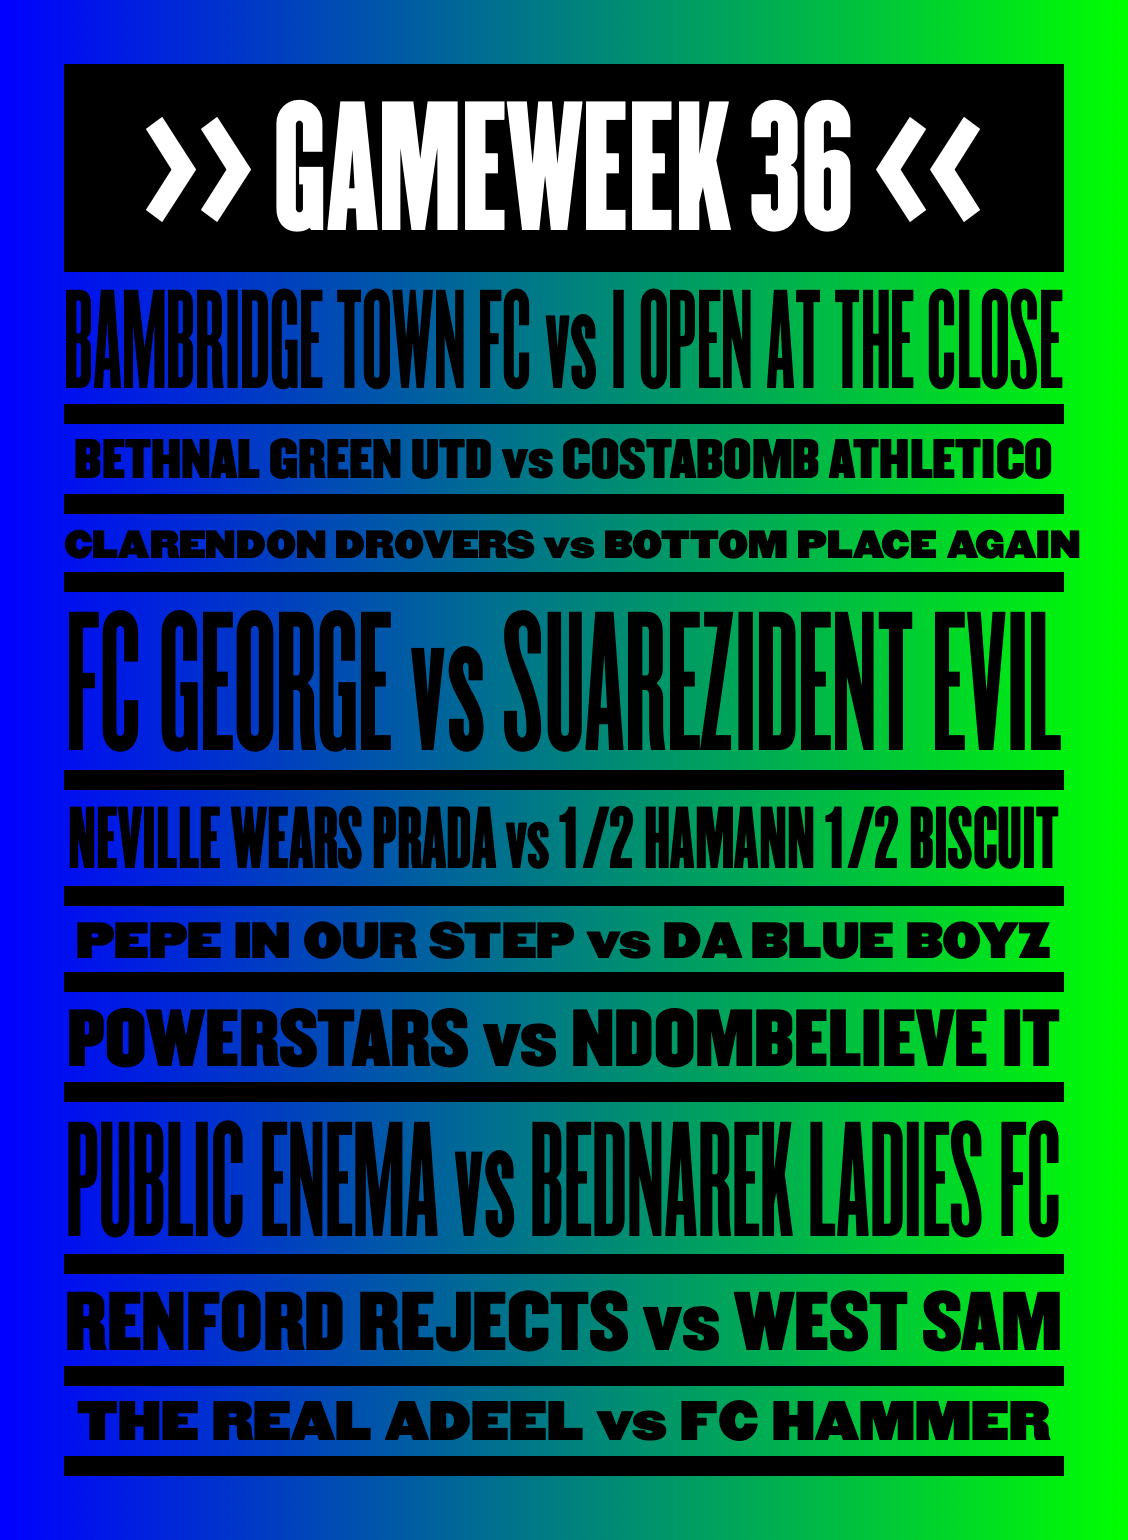 >> GAMEWEEK 36 <<
BAMBRIDGE TOWN FC vs I OPEN AT THE CLOSE
BETHNAL GREEN UTD vs COSTABOMB ATHLETICO
CLARENDON DROVERS vs BOTTOM PLACE AGAIN
FC GEORGE vs SUAREZIDENT EVIL
NEVILLE WEARS PRADA vs 1/2 HAMANN 1/2 BISCUIT
PEPE IN OUR STEP vs DA BLUE BOYZ
POWERSTARS vs NDOMBELIEVE IT
PUBLIC ENEMA vs BEDNAREK LADIES FC
RENFORD REJECTS vs WEST SAM
THE REAL ADEEL vs FC HAMMER